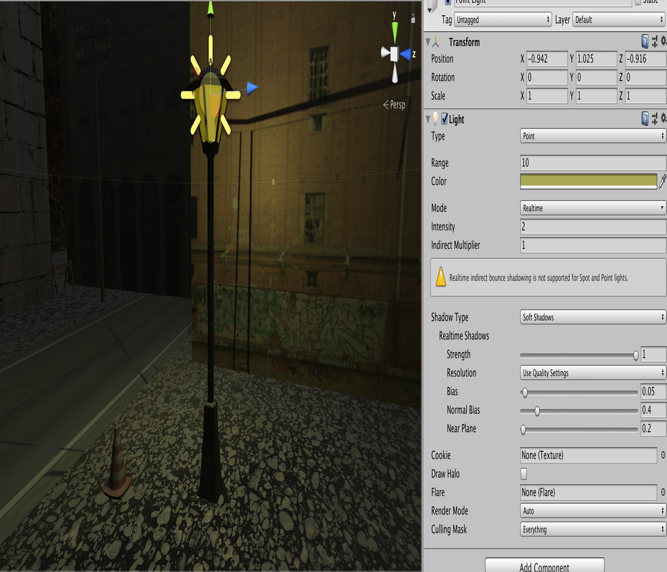 Point Light
Static
Tag Untagged Layer Default
Transform
Position X -0.942 Y 1.025 Z -0.916
Rotation X 0 Y 0 Z 0
Scale X 1 Y 1 Z 1
Light
Type Point
Range 10
Color
Mode Realtime
Intensity 2
Indirect Multiplier 1
Realtime indirect bounce shadowing is not supported for Spot and Point lights.
Shadow Type Soft Shadows
Realtime Shadows
Strength 1
Resolution Use Quality Settings
Bias 0.05
Normal Bias 0.4
Near Plane 0.2
Cookie None (Texture)
Draw Halo
Flare None (Flare)
Render Mode Auto
Culling Mask Everything
Add Component
y
z
Persp